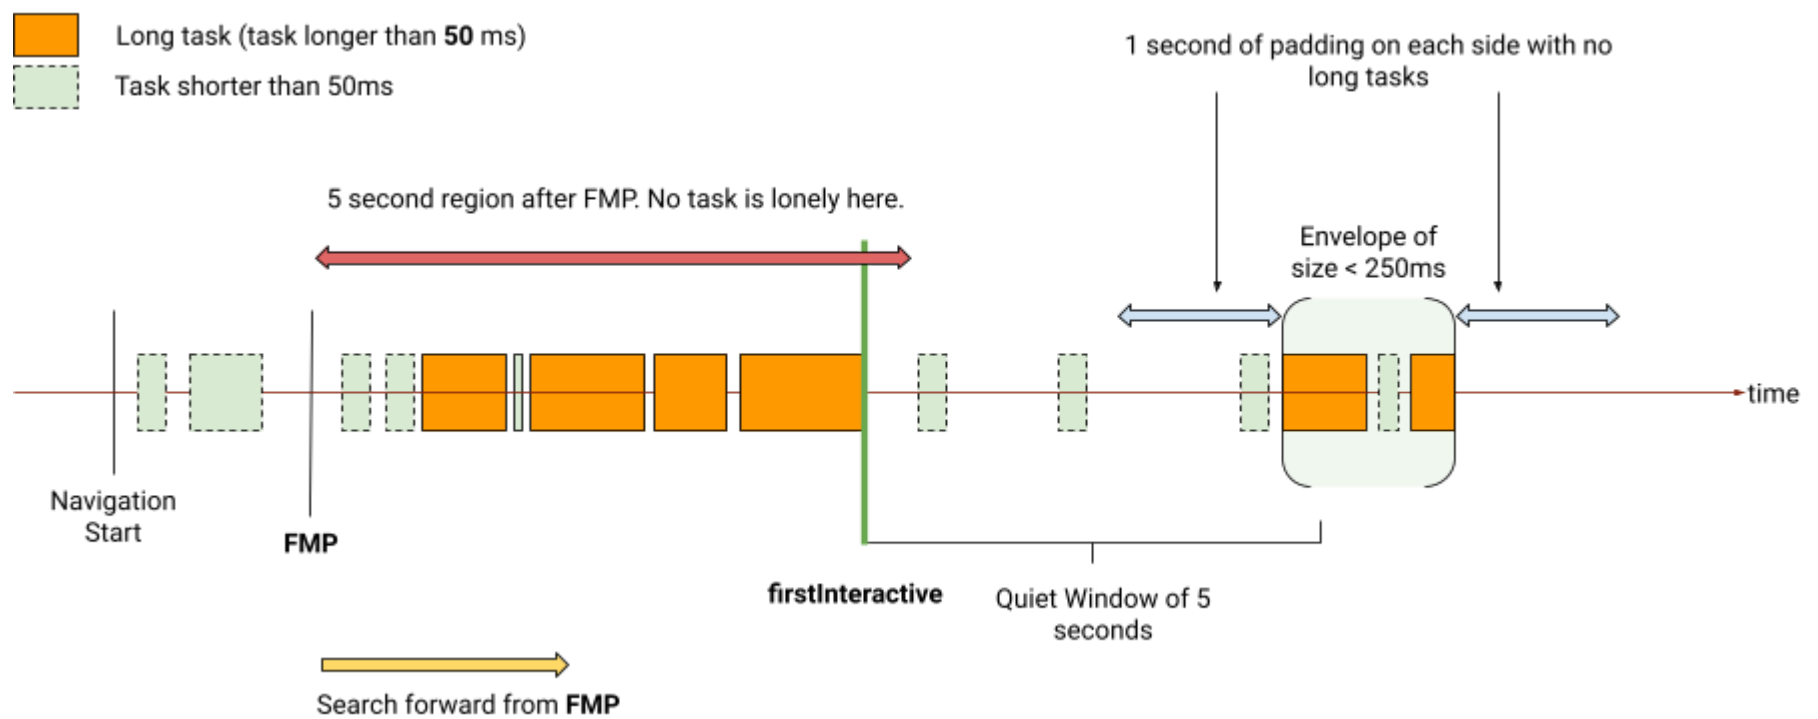 Long task (task longer than 50 ms)
Task shorter than 50ms
1 second of padding on each side with no
long tasks
5 second region after FMP. No task is lonely here.
Envelope of
size < 250ms
time
Navigation
Start
FMP
firstInteractive
Quiet Window of 5
seconds
Search forward from FMP